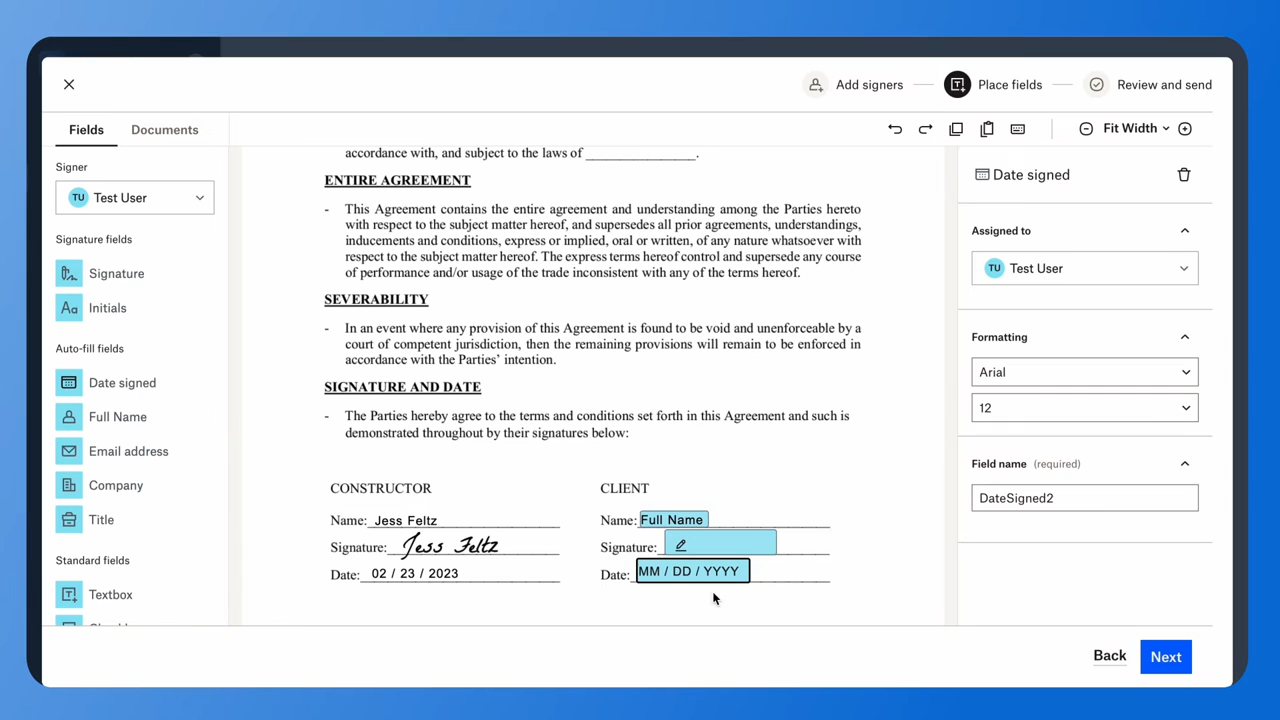 Add signers
Place fields
Review and send
Fields
Documents
Fit Width
Signer
TU Test User
Signature fields
Signature
Aa Initials
Auto-fill fields
Date signed
Full Name
Email address
Company
Title
Standard fields
Textbox
accordance with, and subject to the laws of _________________.
ENTIRE AGREEMENT
- This Agreement contains the entire agreement and understanding among the Parties hereto
with respect to the subject matter hereof, and supersedes all prior agreements, understandings,
inducements and conditions, express or implied, oral or written, of any nature whatsoever with
respect to the subject matter hereof. The express terms hereof control and supersede any course
of performance and/or usage of the trade inconsistent with any of the terms hereof.
SEVERABILITY
- In an event where any provision of this Agreement is found to be void and unenforceable by a
court of competent jurisdiction, then the remaining provisions will remain to be enforced in
accordance with the Parties’ intention.
SIGNATURE AND DATE
- The Parties hereby agree to the terms and conditions set forth in this Agreement and such is
demonstrated throughout by their signatures below:
CONSTRUCTOR
Name: Jess Feltz
Signature: Jess Feltz
Date: 02 / 23 / 2023
CLIENT
Name: Full Name
Signature:
Date: MM / DD / YYYY
Date signed
Assigned to
TU Test User
Formatting
Arial
12
Field name (required)
DateSigned2
Back
Next